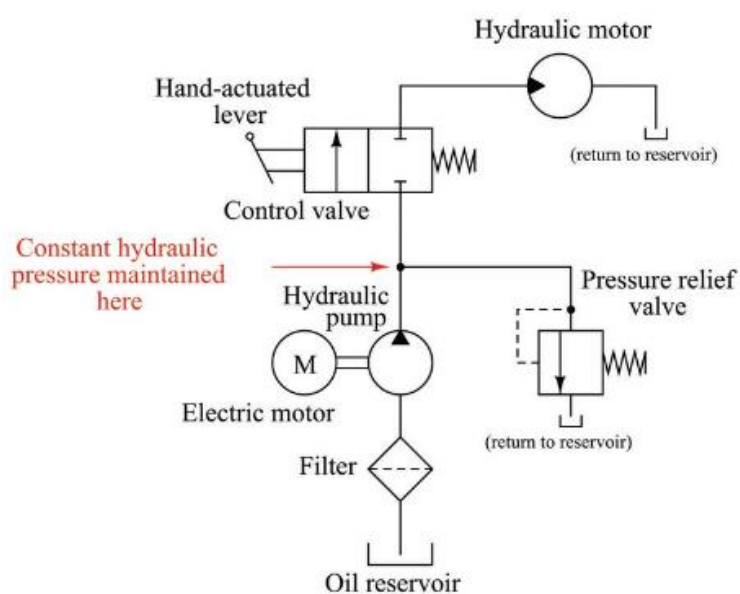 Hydraulic motor
Hand-actuated
lever
(return to reservoir)
Control valve
Constant hydraulic
pressure maintained
here
Hydraulic
pump
Pressure relief
valve
M
Electric motor
(return to reservoir)
Filter
Oil reservoir